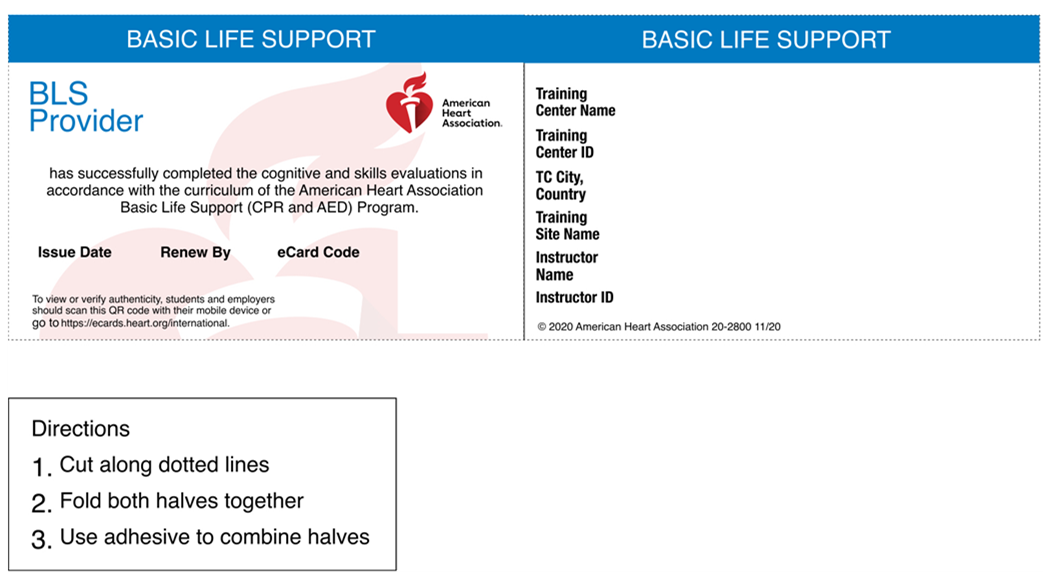 BASIC LIFE SUPPORT
BLS
Provider
American
Heart
Association.
has successfully completed the cognitive and skills evaluations in
accordance with the curriculum of the American Heart Association
Basic Life Support (CPR and AED) Program.
Issue Date Renew By eCard Code
To view or verify authenticity, students and employers
should scan this QR code with their mobile device or
go to https://ecards.heart.org/international.
BASIC LIFE SUPPORT
Training
Center Name
Training
Center ID
TC City,
Country
Training
Site Name
Instructor
Name
Instructor ID
© 2020 American Heart Association 20-2800 11/20
Directions
1. Cut along dotted lines
2. Fold both halves together
3. Use adhesive to combine halves